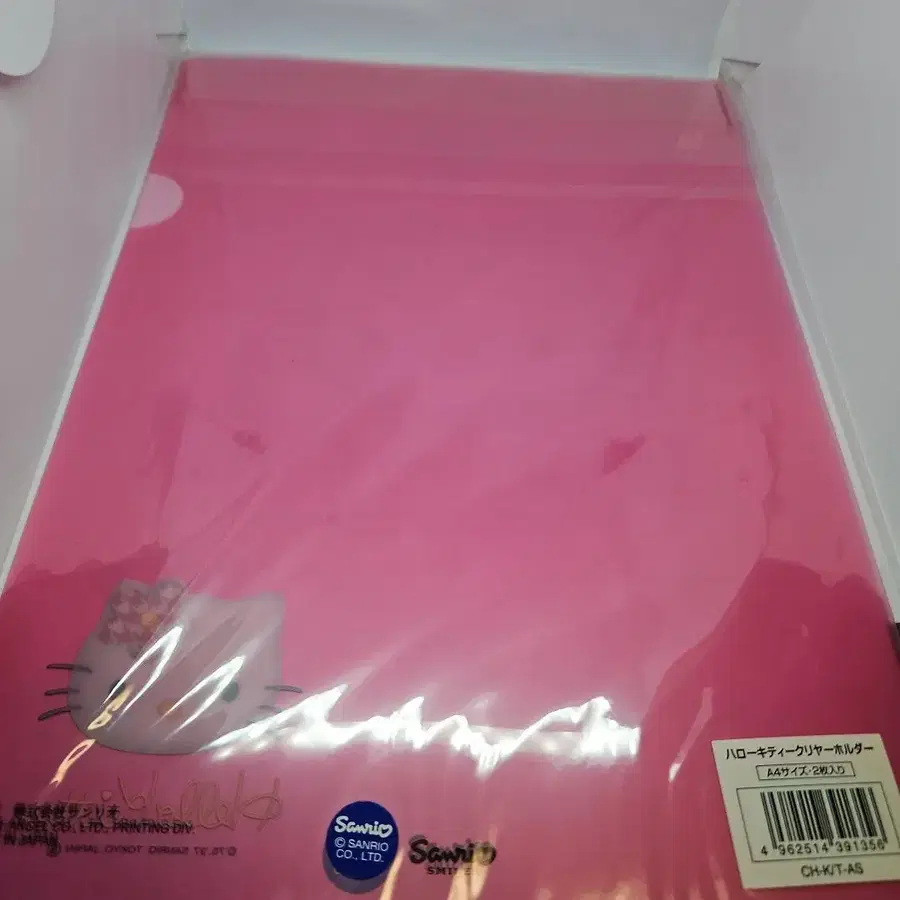 株式会社サンリオ
ANGEL CO., LTD., PRINTING DIV.
IN JAPAN
Sanrio
© SANRIO
CO., LTD.
Sanrio
SMILES
ハローキティークリヤーホルダー
A4サイズ・2枚入り
4 962514 391356
CH-K/T-AS